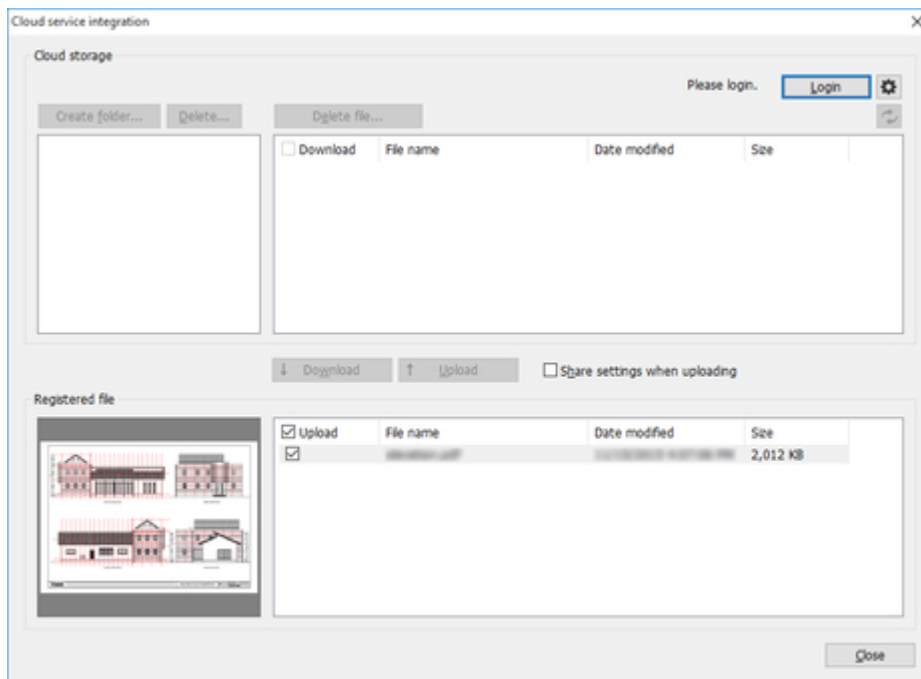 Cloud service integration
Cloud storage
Please login. Login
Create folder... Delete... Delete file...
Download File name Date modified Size
Download Upload Share settings when uploading
Registered file
Upload File name Date modified Size
2,012 KB
Close